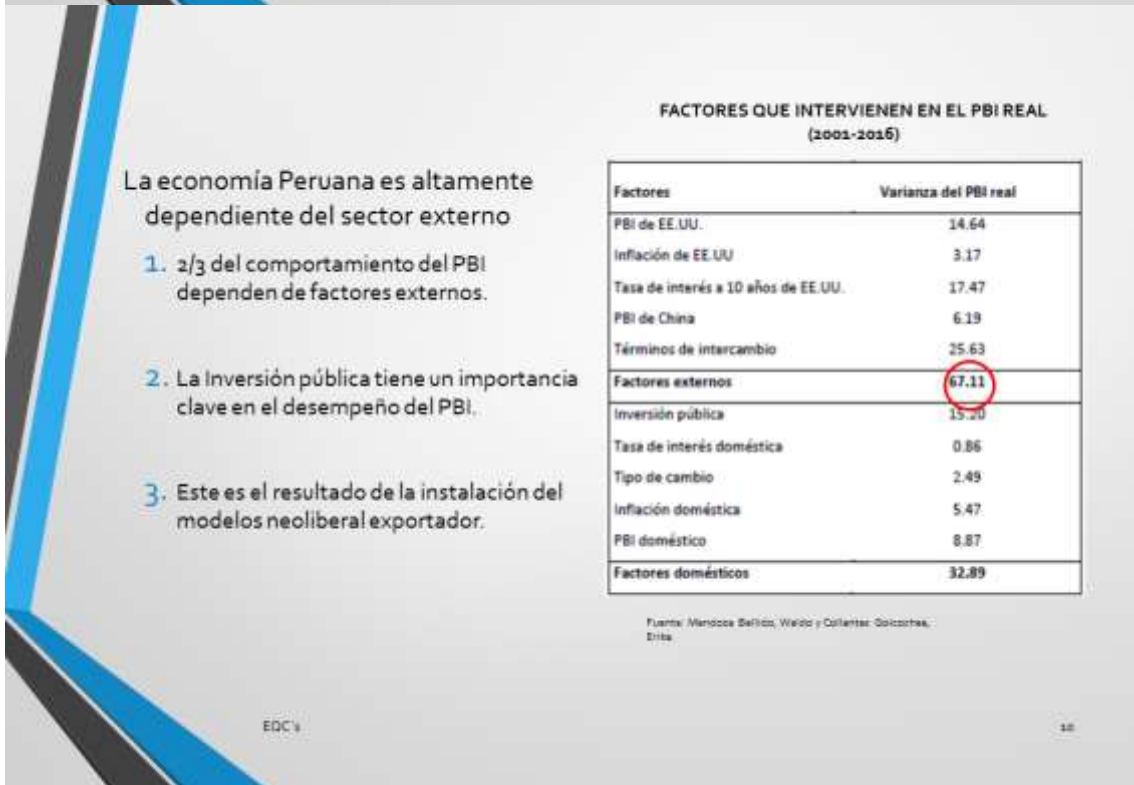 La economía Peruana es altamente
dependiente del sector externo
1. 2/3 del comportamiento del PBI
dependen de factores externos.
2. La Inversión pública tiene un importancia
clave en el desempeño del PBI.
3. Este es el resultado de la instalación del
modelos neoliberal exportador.
FACTORES QUE INTERVIENEN EN EL PBI REAL
(2001-2016)
Factores Varianza del PBI real
PBI de EE.UU. 14.64
Inflación de EE.UU 3.17
Tasa de interés a 10 años de EE.UU. 17.47
PBI de China 6.19
Términos de intercambio 25.63
Factores externos 67.11
Inversión pública 15.20
Tasa de interés doméstica 0.86
Tipo de cambio 2.49
Inflación doméstica 5.47
PBI doméstico 8.87
Factores domésticos 32.89
Fuente: Mendoza Bellido, Waldo y Collantes Goicochea,
Erika
EQC's
10